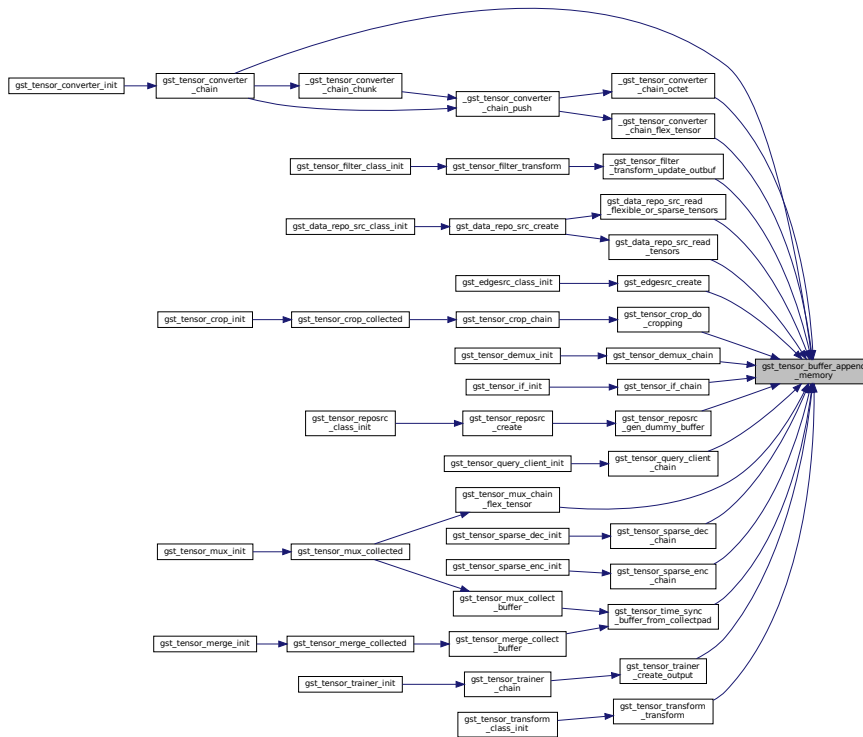 gst_tensor_converter_init
gst_tensor_converter
_chain
_gst_tensor_converter
_chain_chunk
_gst_tensor_converter
_chain_push
_gst_tensor_converter
_chain_octet
_gst_tensor_converter
_chain_flex_tensor
gst_tensor_filter_class_init
gst_tensor_filter_transform
_gst_tensor_filter
_transform_update_outbuf
gst_data_repo_src_class_init
gst_data_repo_src_create
gst_data_repo_src_read
_flexible_or_sparse_tensors
gst_data_repo_src_read
_tensors
gst_edgesrc_class_init
gst_edgesrc_create
gst_tensor_crop_init
gst_tensor_crop_collected
gst_tensor_crop_chain
gst_tensor_crop_do
_cropping
gst_tensor_demux_init
gst_tensor_demux_chain
gst_tensor_buffer_append
_memory
gst_tensor_if_init
gst_tensor_if_chain
gst_tensor_reposrc
_class_init
gst_tensor_reposrc
_create
gst_tensor_reposrc
_gen_dummy_buffer
gst_tensor_query_client_init
gst_tensor_query_client
_chain
gst_tensor_mux_chain
_flex_tensor
gst_tensor_sparse_dec_init
gst_tensor_sparse_dec
_chain
gst_tensor_mux_init
gst_tensor_mux_collected
gst_tensor_sparse_enc_init
gst_tensor_sparse_enc
_chain
gst_tensor_mux_collect
_buffer
gst_tensor_time_sync
_buffer_from_collectpad
gst_tensor_merge_init
gst_tensor_merge_collected
gst_tensor_merge_collect
_buffer
gst_tensor_trainer_init
gst_tensor_trainer
_chain
gst_tensor_trainer
_create_output
gst_tensor_transform
_class_init
gst_tensor_transform
_transform